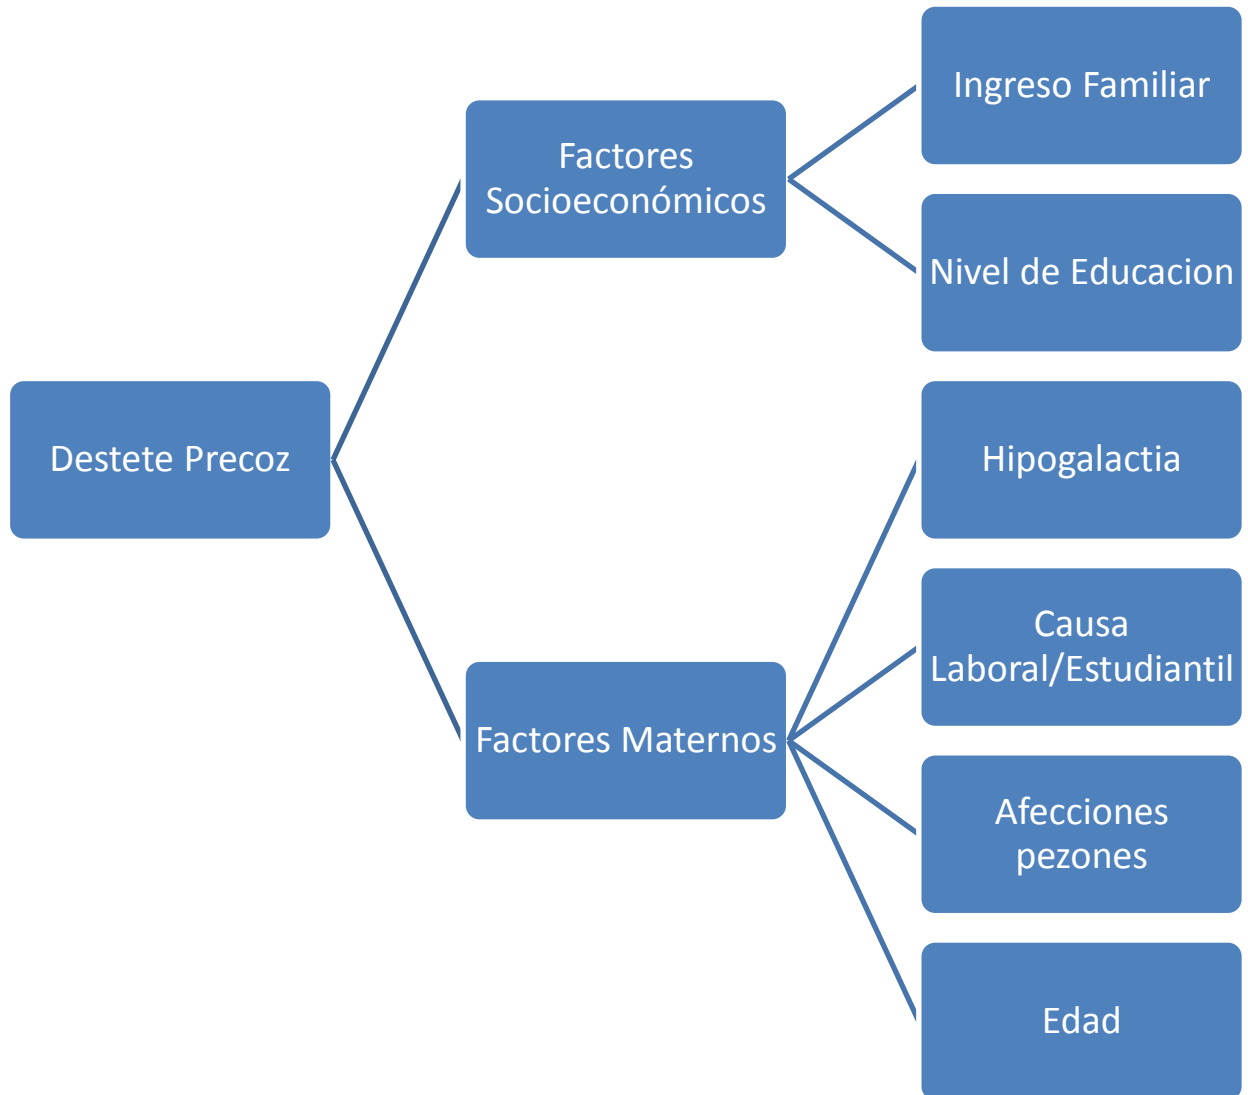 Destete Precoz
Factores
Socioeconómicos
Ingreso Familiar
Nivel de Educacion
Factores Maternos
Hipogalactia
Causa
Laboral/Estudiantil
Afecciones
pezones
Edad